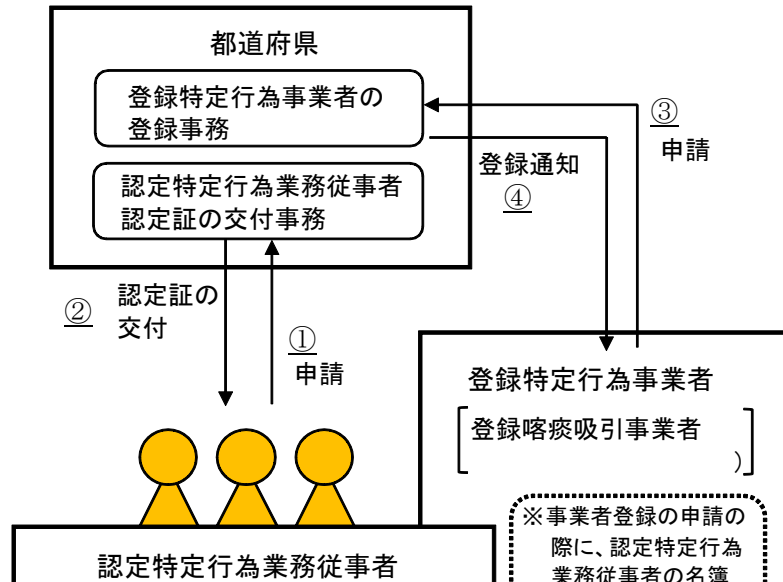 都道府県
登録特定行為事業者の
登録事務
認定特定行為業務従事者
認定証の交付事務
③
申請
登録通知
④
② 認定証の
交付
①
申請
登録特定行為事業者
登録喀痰吸引事業者
)
※事業者登録の申請の
際に、認定特定行為
業務従事者の名簿
認定特定行為業務従事者